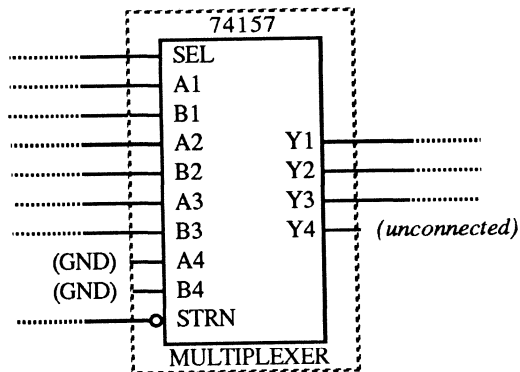 74157
SEL
A1
B1
A2
B2
A3
B3
(GND) A4
(GND) B4
STRN
Y1
Y2
Y3
Y4 (unconnected)
MULTIPLEXER